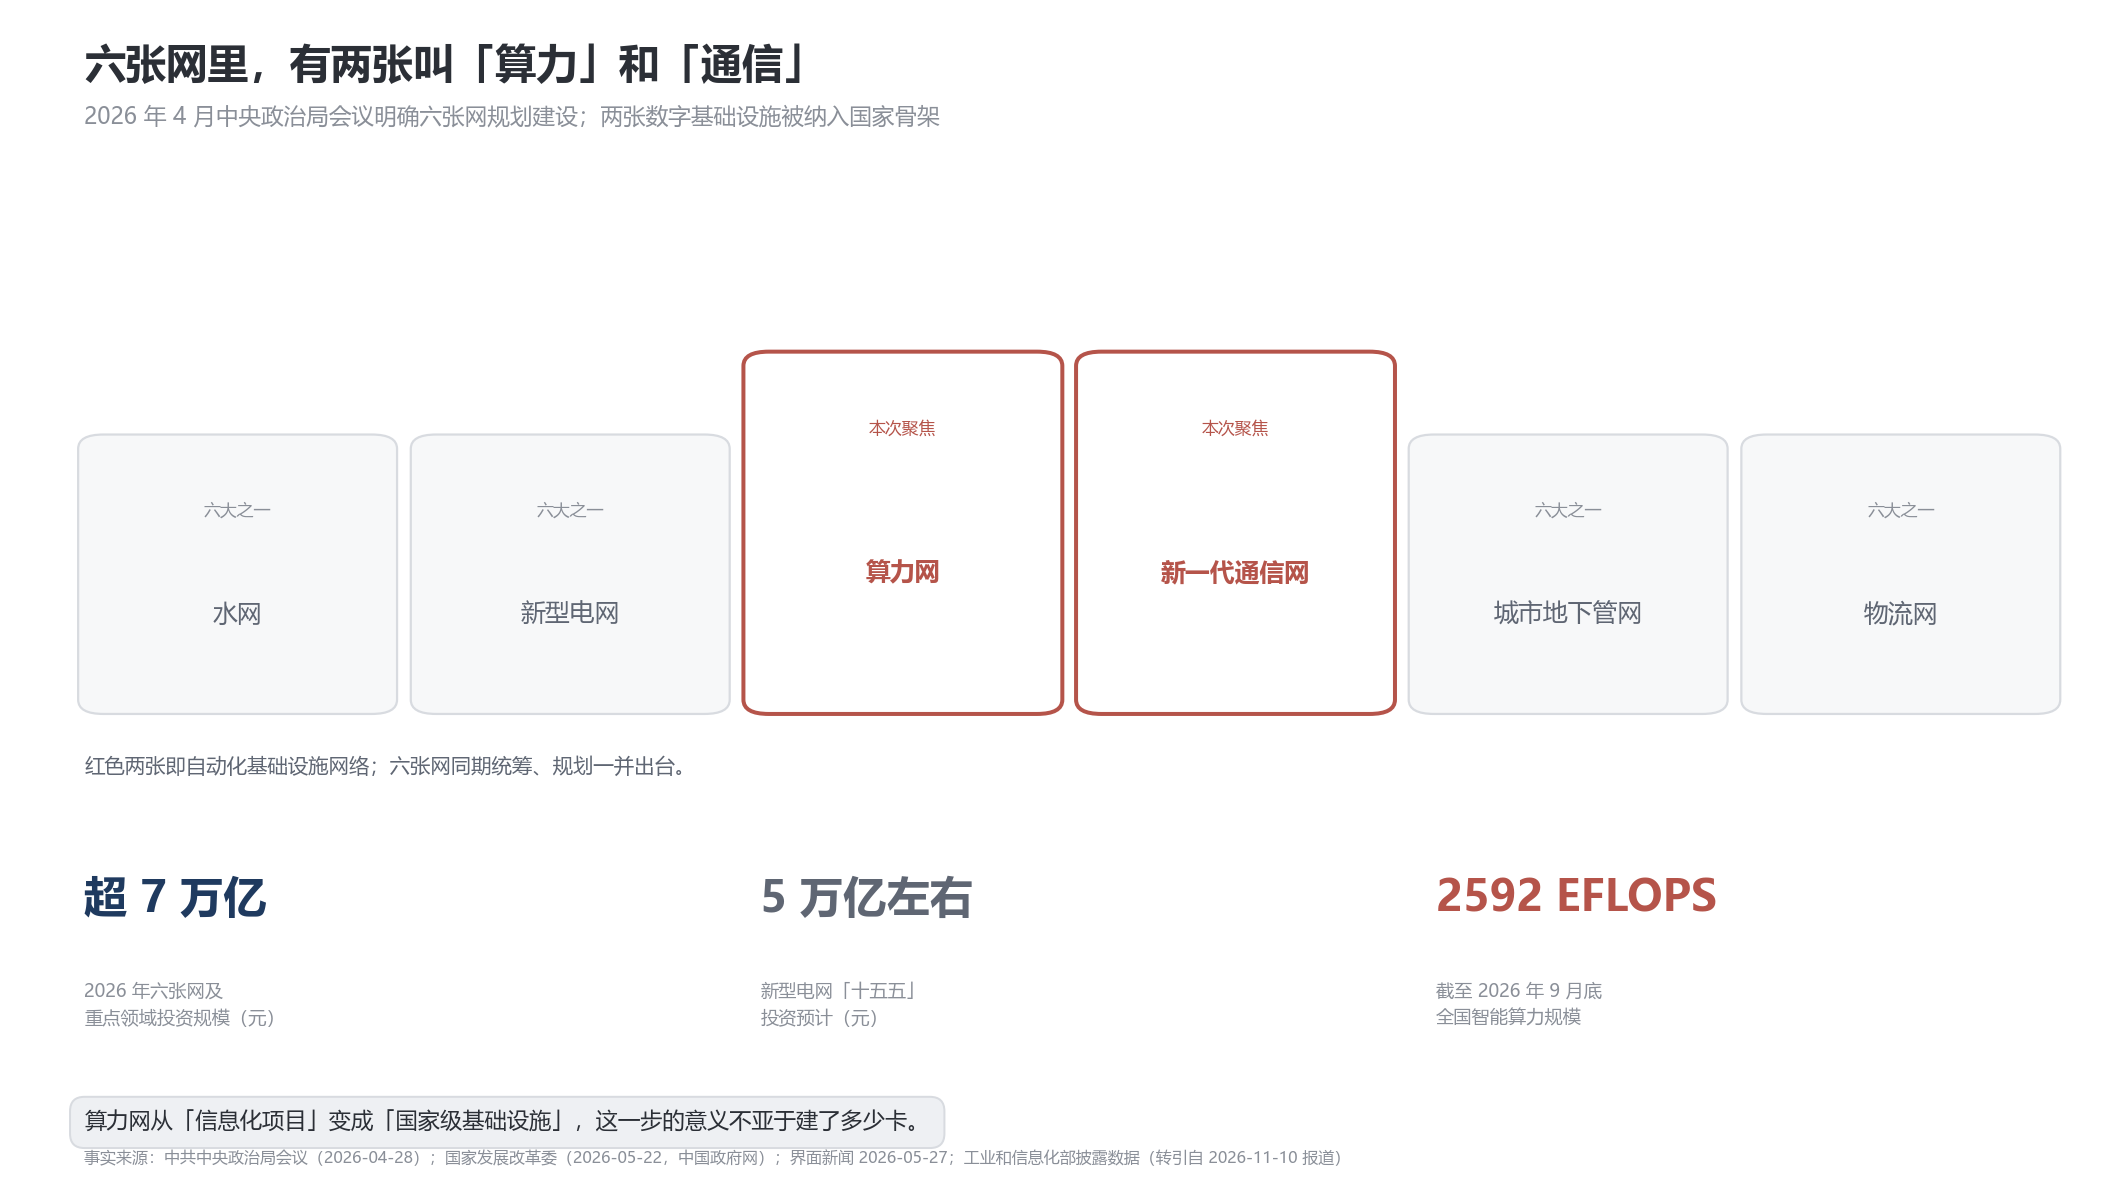 六张网里，有两张叫「算力」和「通信」
2026 年 4 月中央政治局会议明确六张网规划建设；两张数字基础设施被纳入国家骨架
六大之一
水网
六大之一
新型电网
本次聚焦
算力网
本次聚焦
新一代通信网
六大之一
城市地下管网
六大之一
物流网
红色两张即自动化基础设施网络；六张网同期统筹、规划一并出台。
超 7 万亿
2026 年六张网及
重点领域投资规模（元）
5 万亿左右
新型电网「十五五」
投资预计（元）
2592 EFLOPS
截至 2026 年 9 月底
全国智能算力规模
算力网从「信息化项目」变成「国家级基础设施」，这一步的意义不亚于建了多少卡。
事实来源：中共中央政治局会议（2026-04-28）；国家发展改革委（2026-05-22，中国政府网）；界面新闻 2026-05-27；工业和信息化部披露数据（转引自 2026-11-10 报道）